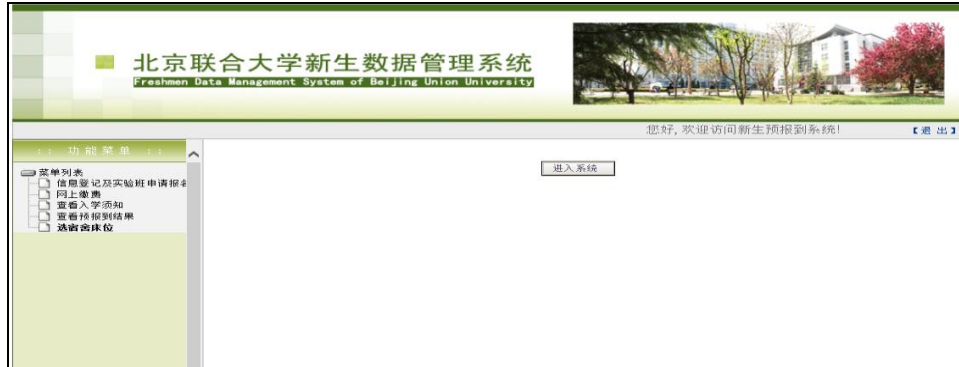 北京联合大学新生数据管理系统
Freshmen Data Management System of Beijing Union University
您好, 欢迎访问新生预报到系统!
【退 出】
:: 功能菜单 ::
菜单列表
信息登记及实验班申请报名
网上缴费
查看入学须知
查看预报到结果
选宿舍床位
进入系统